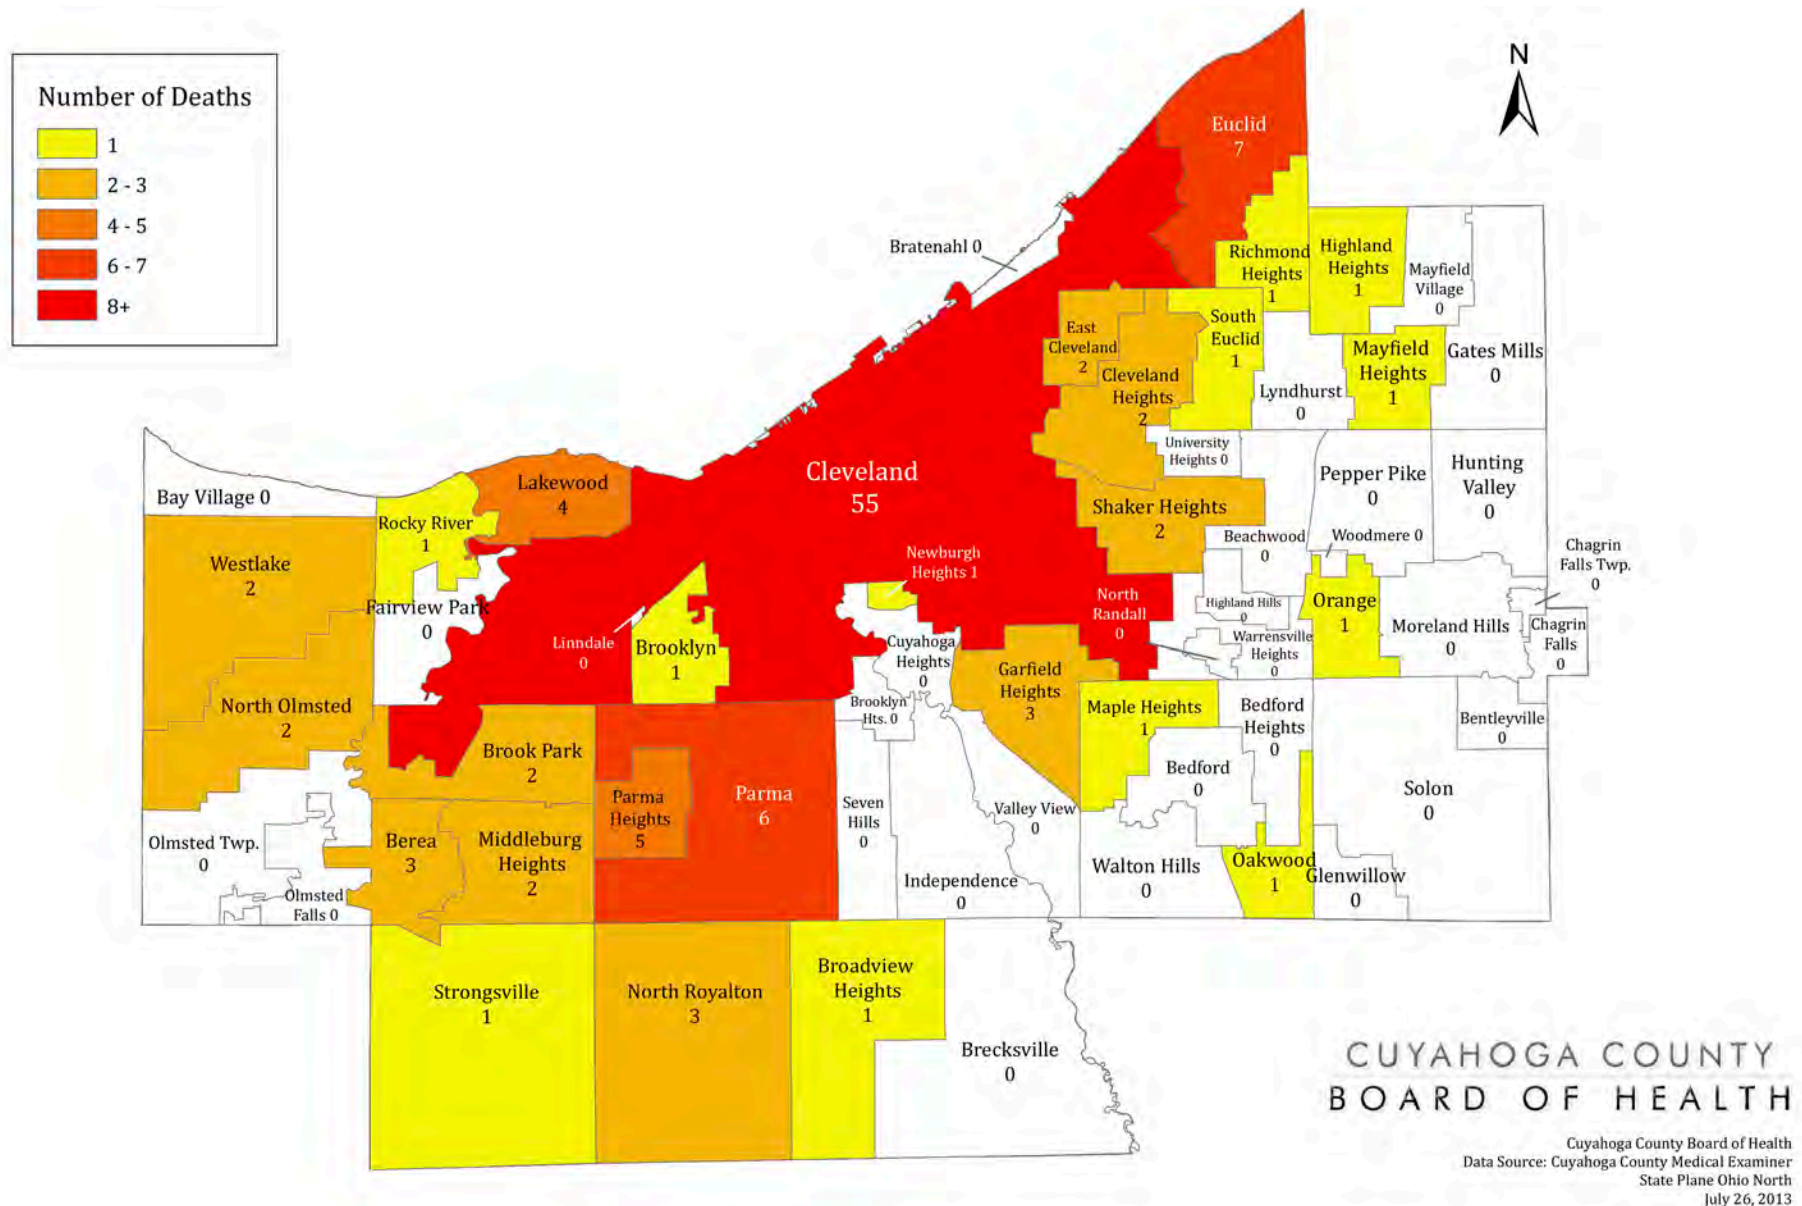 Number of Deaths
1
2 - 3
4 - 5
6 - 7
8+
N
Euclid
7
Bratenahl 0
Richmond
Heights
1
Highland
Heights
1
Mayfield
Village
0
East
Cleveland
2
Cleveland
Heights
2
South
Euclid
1
Lyndhurst
0
Mayfield
Heights
1
Gates Mills
0
University
Heights 0
Pepper Pike
0
Hunting
Valley
0
Cleveland
55
Bay Village 0
Rocky River
1
Lakewood
4
Shaker Heights
2
Beachwood
0
Woodmere 0
Chagrin
Falls Twp.
0
Westlake
2
Fairview Park
0
Newburgh
Heights 1
North
Randall
0
Highland Hills
0
Orange
1
Moreland Hills
0
Chagrin
Falls
0
Linndale
0
Brooklyn
1
Cuyahoga
Heights
0
Garfield
Heights
3
Warrensville
Heights
0
North Olmsted
2
Brook Park
2
Brooklyn
Hts. 0
Maple Heights
1
Bedford
Heights
0
Bentleyville
0
Bedford
0
Parma
Heights
5
Parma
6
Seven
Hills
0
Valley View
0
Solon
0
Olmsted Twp.
0
Berea
3
Middleburg
Heights
2
Olmsted
Falls 0
Independence
0
Walton Hills
0
Oakwood
1
Glenwillow
0
Strongsville
1
North Royalton
3
Broadview
Heights
1
Brecksville
0
CUYAHOGA COUNTY
BOARD OF HEALTH
Cuyahoga County Board of Health
Data Source: Cuyahoga County Medical Examiner
State Plane Ohio North
July 26, 2013